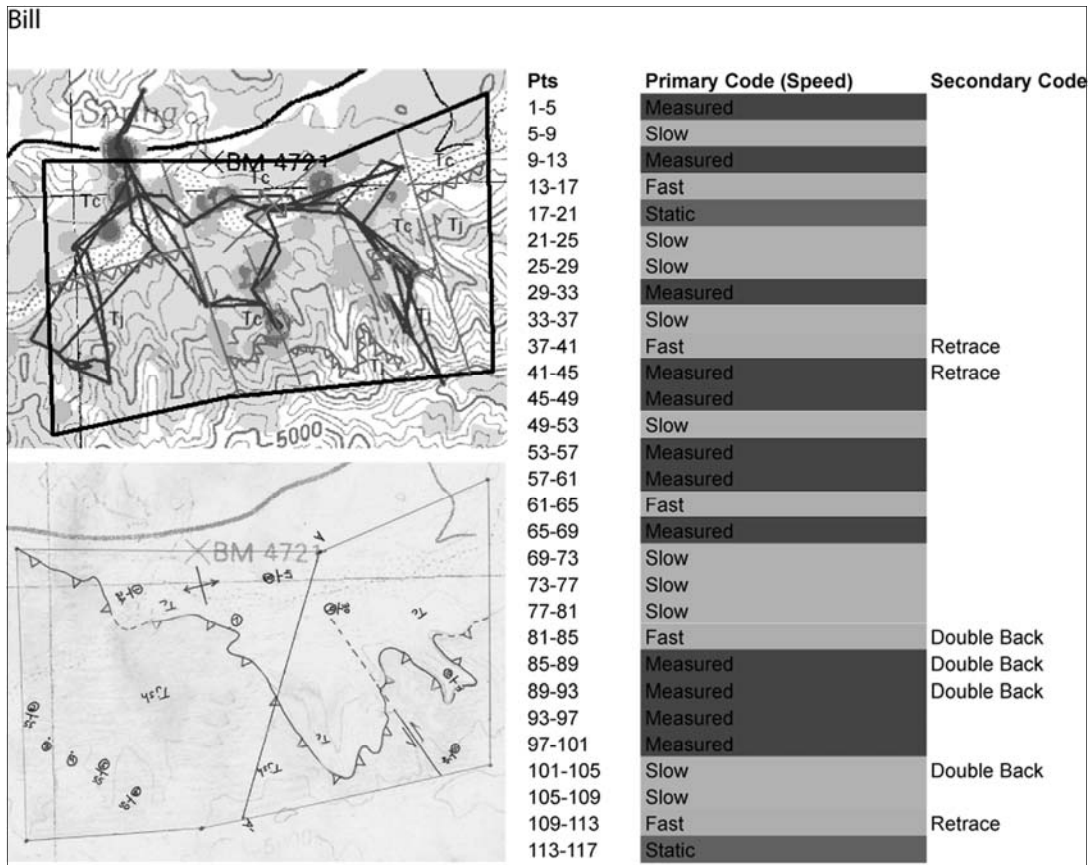 Bill
Spring
BM 4721
Tc
Tc
Tc
Tc
Tj
Tj
Tj
Tc
Tj
5000
A
BM 4721
Tc
Tc
Tjsh
Tc
Tjsh
A'
Pts Primary Code (Speed) Secondary Code
1-5 Measured
5-9 Slow
9-13 Measured
13-17 Fast
17-21 Static
21-25 Slow
25-29 Slow
29-33 Measured
33-37 Slow
37-41 Fast Retrace
41-45 Measured Retrace
45-49 Measured
49-53 Slow
53-57 Measured
57-61 Measured
61-65 Fast
65-69 Measured
69-73 Slow
73-77 Slow
77-81 Slow
81-85 Fast Double Back
85-89 Measured Double Back
89-93 Measured Double Back
93-97 Measured
97-101 Measured
101-105 Slow Double Back
105-109 Slow
109-113 Fast Retrace
113-117 Static